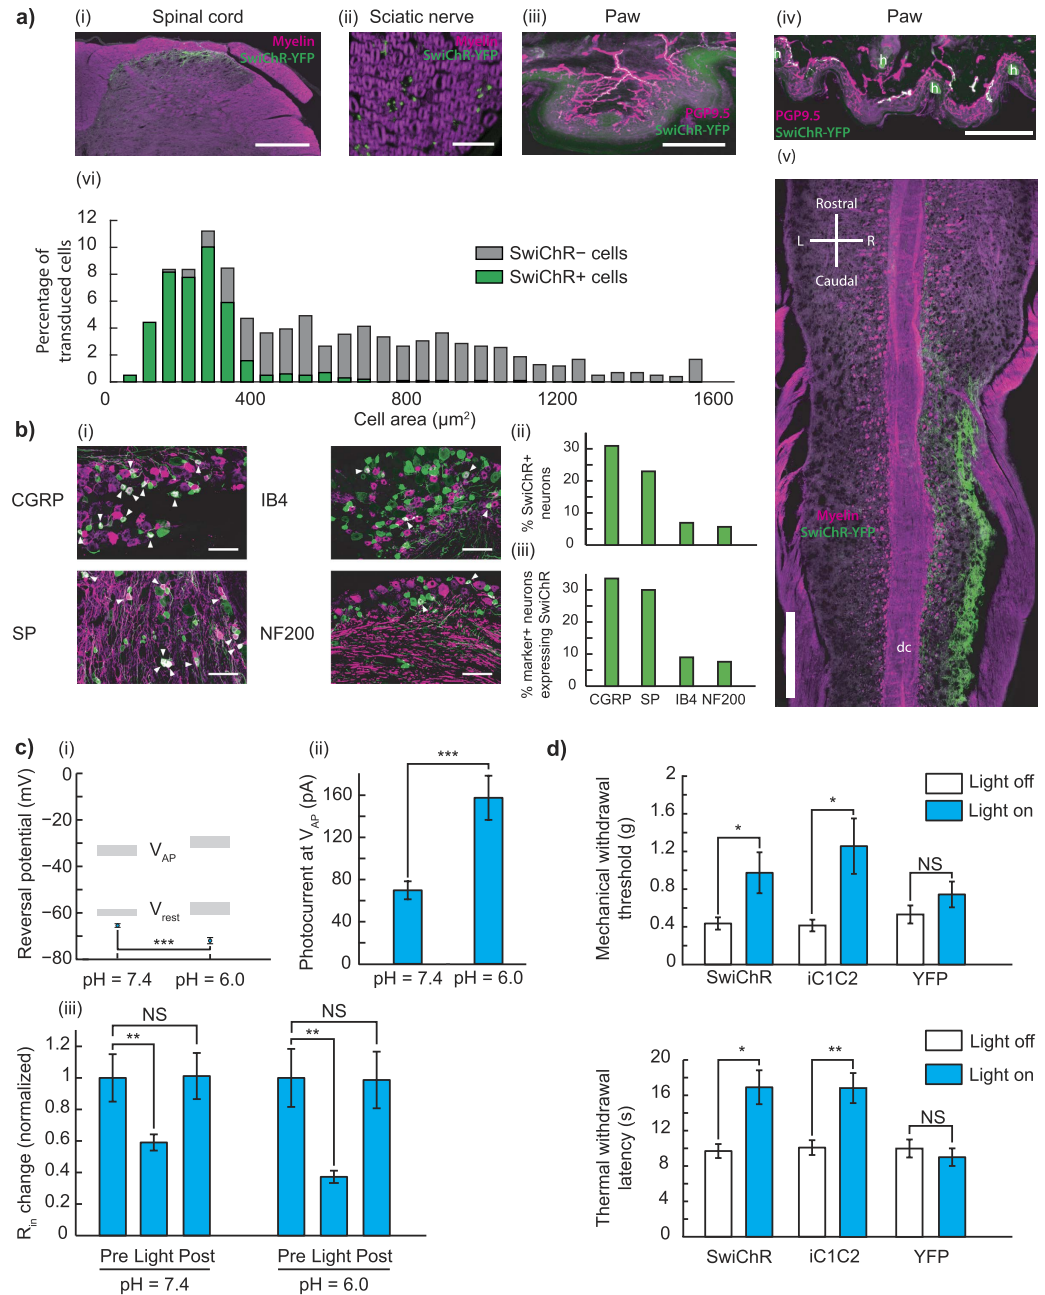 a)
(i) Spinal cord
Myelin
SwiChR-YFP
(ii) Sciatic nerve
Myelin
SwiChR-YFP
(iii) Paw
PGP9.5
SwiChR-YFP
(iv) Paw
h
h
h
h
PGP9.5
SwiChR-YFP
(v)
Rostral
L R
Caudal
Myelin
SwiChR-YFP
dc
(vi)
Percentage of
transduced cells
12
10
8
6
4
2
0
SwiChR− cells
SwiChR+ cells
0 400 800 1200 1600
Cell area (µm²)
b)
(i)
CGRP
IB4
SP
NF200
(ii)
% SwiChR+
neurons
30
20
10
0
(iii)
% marker+ neurons
expressing SwiChR
30
20
10
0
CGRP SP IB4 NF200
c)
(i)
Reversal potential (mV)
0
−20
−40
−60
−80
V_AP
V_rest
***
pH = 7.4 pH = 6.0
(ii)
Photocurrent at V_AP (pA)
160
120
80
40
0
***
pH = 7.4 pH = 6.0
(iii)
R_in change (normalized)
1.2
1
0.8
0.6
0.4
0.2
0
NS
**
NS
**
Pre Light Post
pH = 7.4
Pre Light Post
pH = 6.0
d)
Mechanical withdrawal
threshold (g)
2
1.6
1.2
0.8
0.4
0
Light off
Light on
*
*
NS
SwiChR iC1C2 YFP
Thermal withdrawal
latency (s)
20
16
12
8
4
0
Light off
Light on
*
**
NS
SwiChR iC1C2 YFP